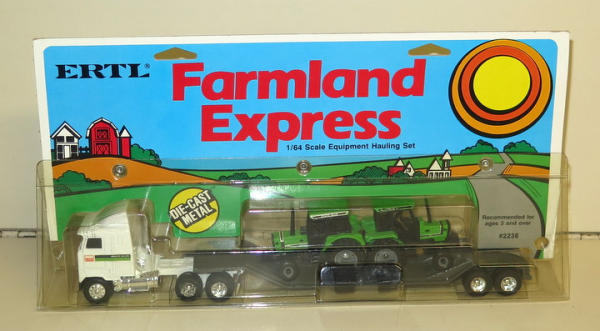 ERTL®
Farmland
Express
1/64 Scale Equipment Hauling Set
DIE-CAST
METAL
Recommended for
ages 3 and over
#2238